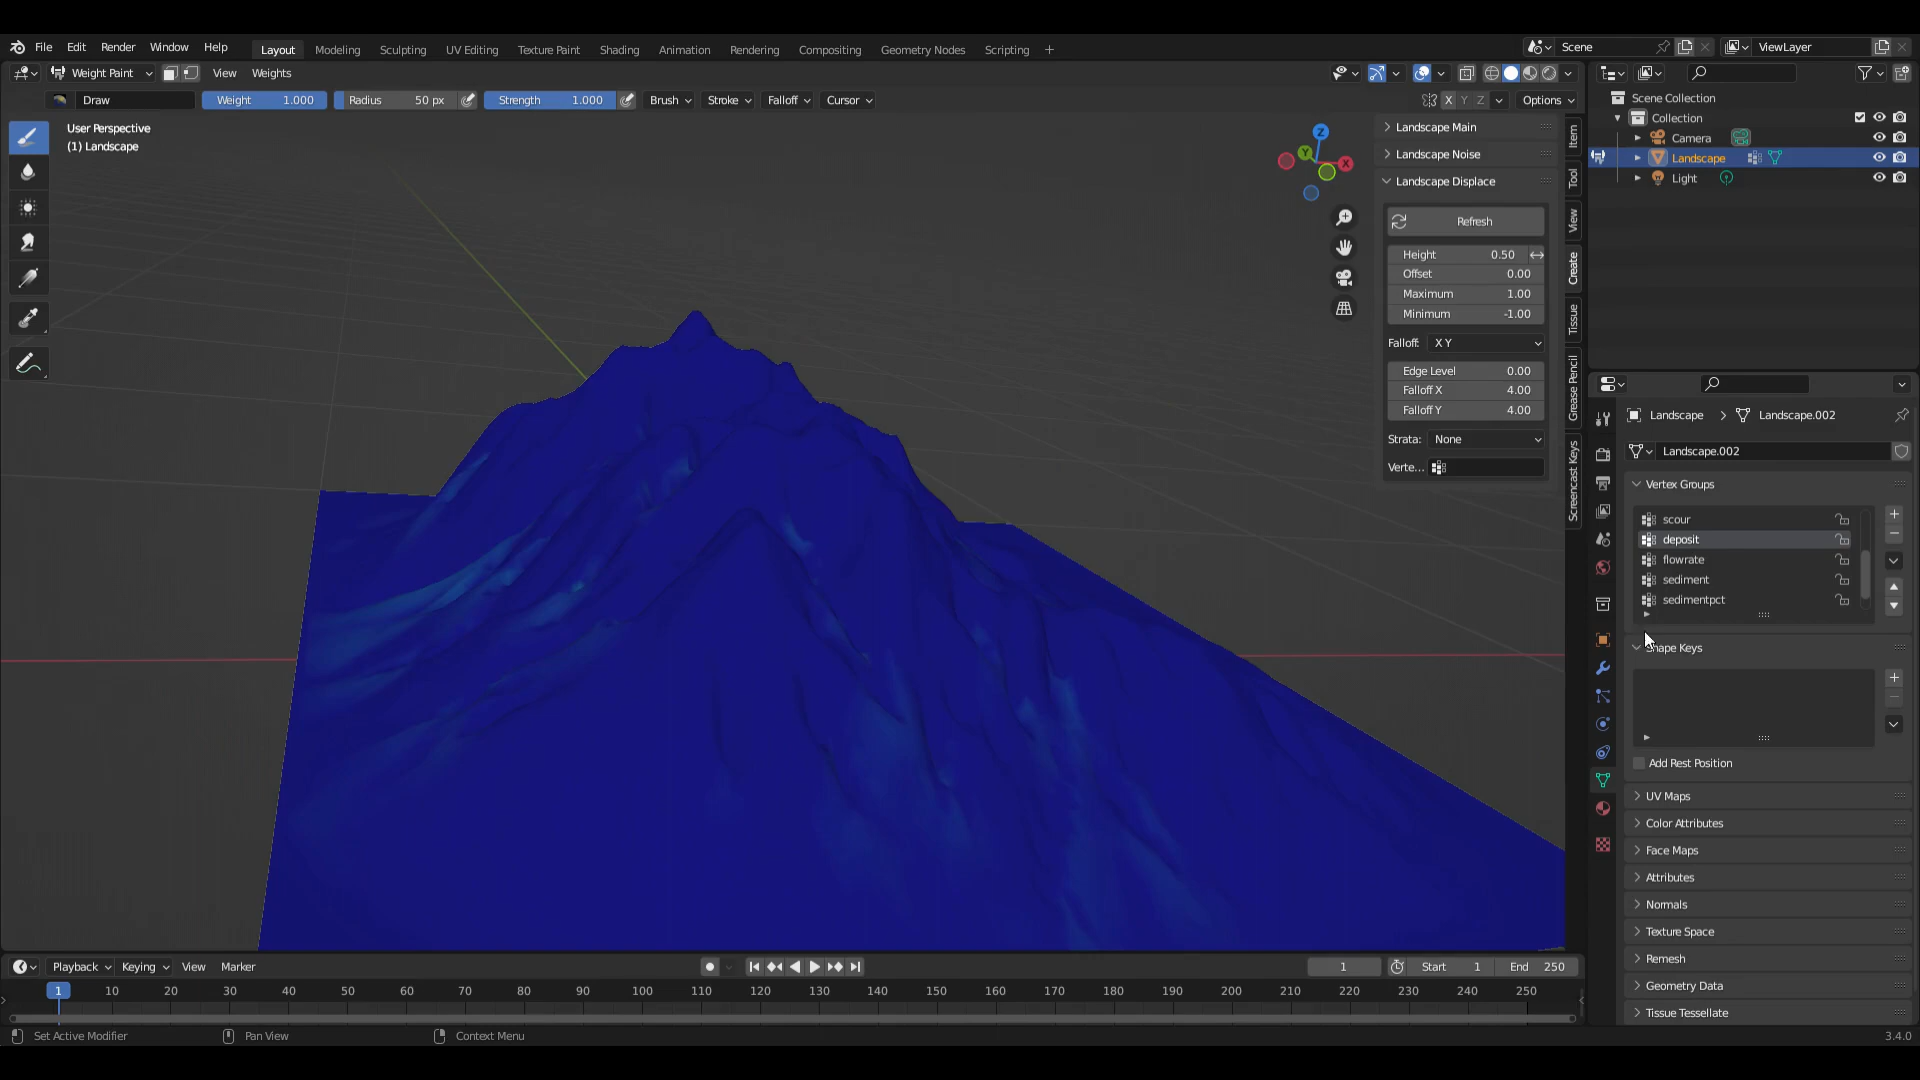 File Edit Render Window Help Layout Modeling Sculpting UV Editing Texture Paint Shading Animation Rendering Compositing Geometry Nodes Scripting + Scene ViewLayer
Weight Paint View Weights
Draw Weight 1.000 Radius 50 px Strength 1.000 Brush Stroke Falloff Cursor X Y Z Options
User Perspective
(1) Landscape
Z
Y
X
Landscape Main
Landscape Noise
Landscape Displace
Refresh
Height 0.50
Offset 0.00
Maximum 1.00
Minimum -1.00
Falloff: X Y
Edge Level 0.00
Falloff X 4.00
Falloff Y 4.00
Strata: None
Verte...
Item
Tool
View
Create
Tissue
Grease Pencil
Screencast Keys
Scene Collection
Collection
Camera
Landscape
Light
Landscape > Landscape.002
Landscape.002
Vertex Groups
scour
deposit
flowrate
sediment
sedimentpct
Shape Keys
Add Rest Position
UV Maps
Color Attributes
Face Maps
Attributes
Normals
Texture Space
Remesh
Geometry Data
Tissue Tessellate
Playback Keying View Marker 1 Start 1 End 250
1 10 20 30 40 50 60 70 80 90 100 110 120 130 140 150 160 170 180 190 200 210 220 230 240 250
Set Active Modifier Pan View Context Menu 3.4.0